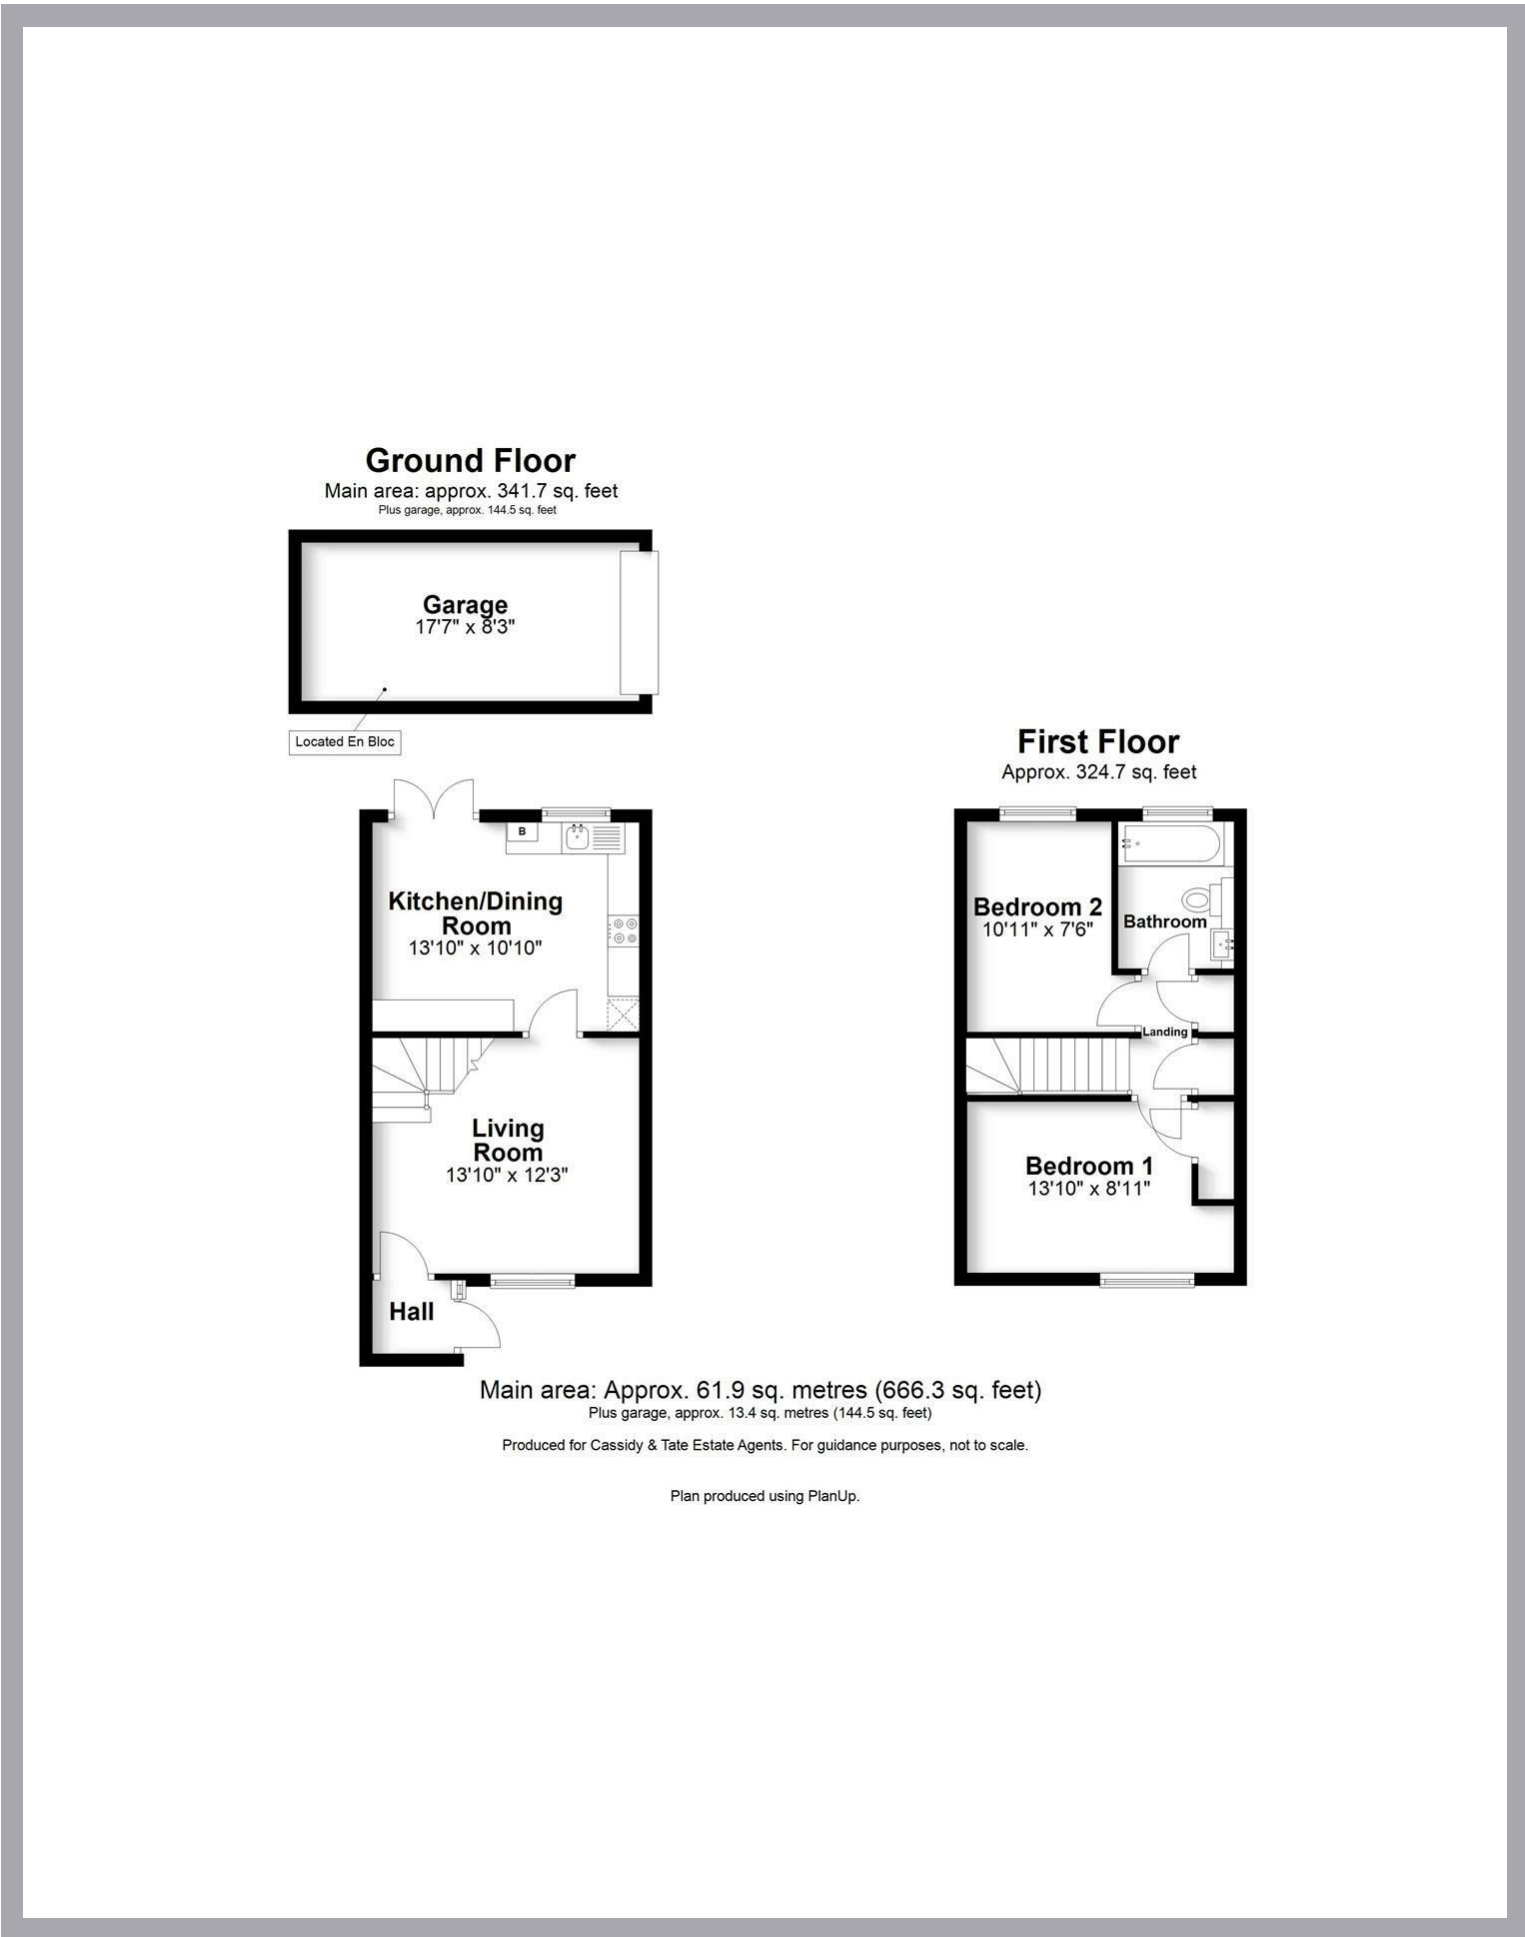 Ground Floor
Main area: approx. 341.7 sq. feet
Plus garage, approx. 144.5 sq. feet
Garage
17'7" x 8'3"
Located En Bloc
B
Kitchen/Dining
Room
13'10" x 10'10"
Living
Room
13'10" x 12'3"
Hall
First Floor
Approx. 324.7 sq. feet
Bedroom 2
10'11" x 7'6"
Bathroom
Landing
Bedroom 1
13'10" x 8'11"
Main area: Approx. 61.9 sq. metres (666.3 sq. feet)
Plus garage, approx. 13.4 sq. metres (144.5 sq. feet)
Produced for Cassidy & Tate Estate Agents. For guidance purposes, not to scale.
Plan produced using PlanUp.